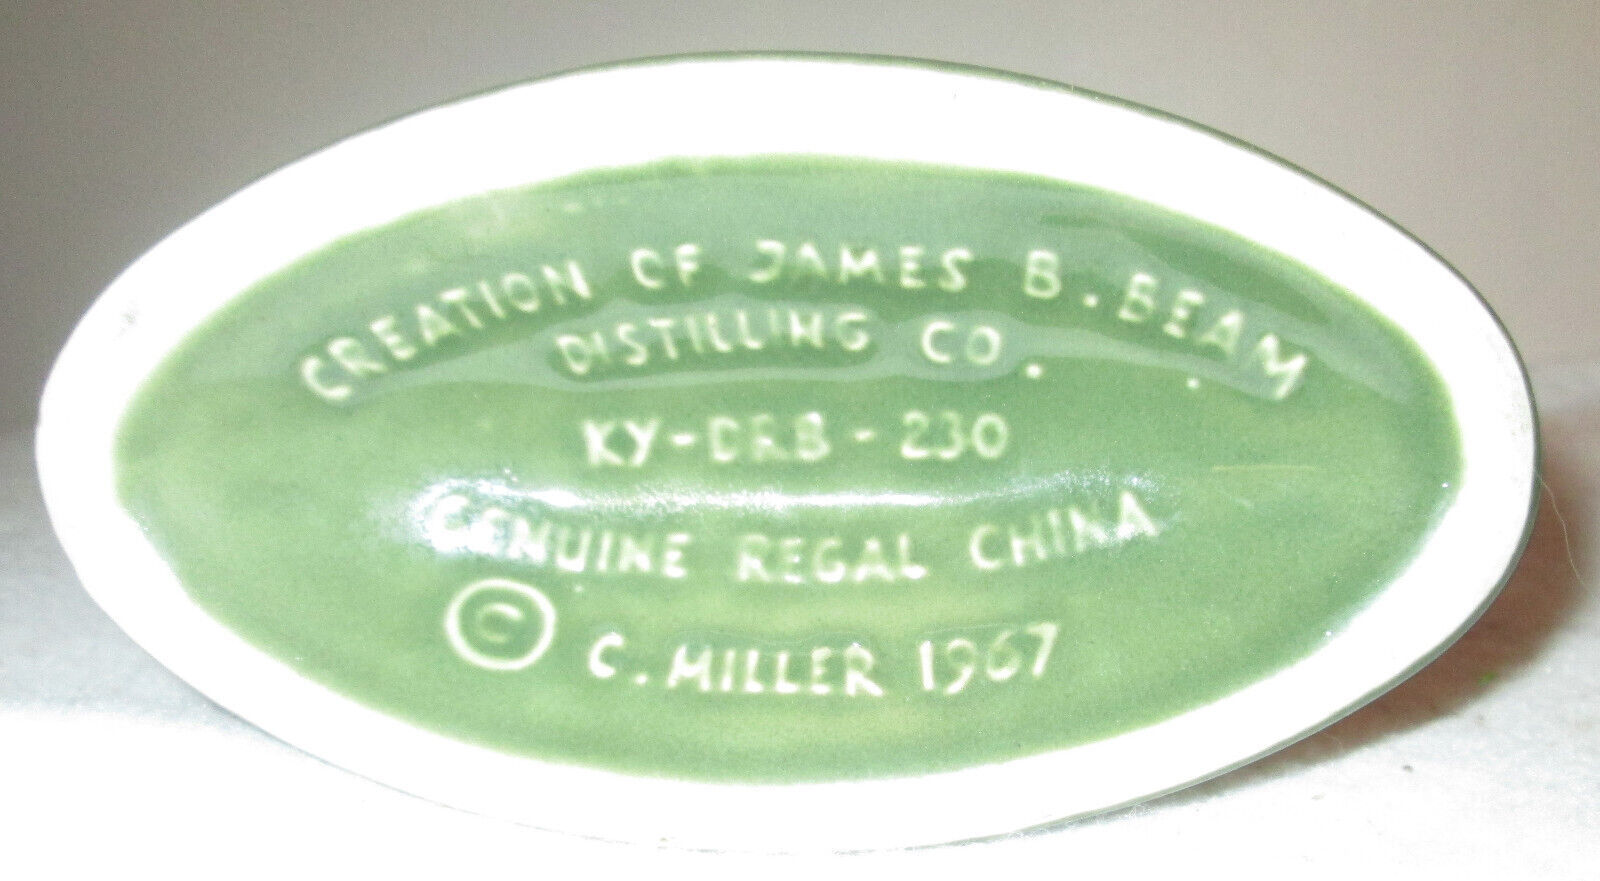 CREATION OF JAMES B. BEAM
DISTILLING CO.
KY-DRB-230
GENUINE REGAL CHINA
© C. MILLER 1967